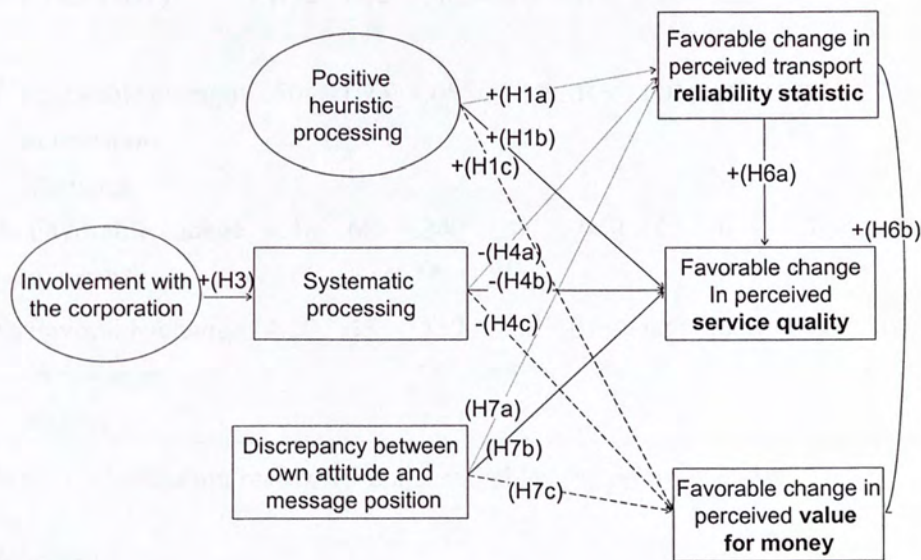 Positive
heuristic
processing
+(H1a)
+(H1b)
+(H1c)
Favorable change in
perceived transport
reliability statistic
+(H6a)
+(H6b)
Involvement with
the corporation
+(H3)
Systematic
processing
-(H4a)
-(H4b)
-(H4c)
Favorable change
In perceived
service quality
Discrepancy between
own attitude and
message position
(H7a)
(H7b)
(H7c)
Favorable change in
perceived value
for money